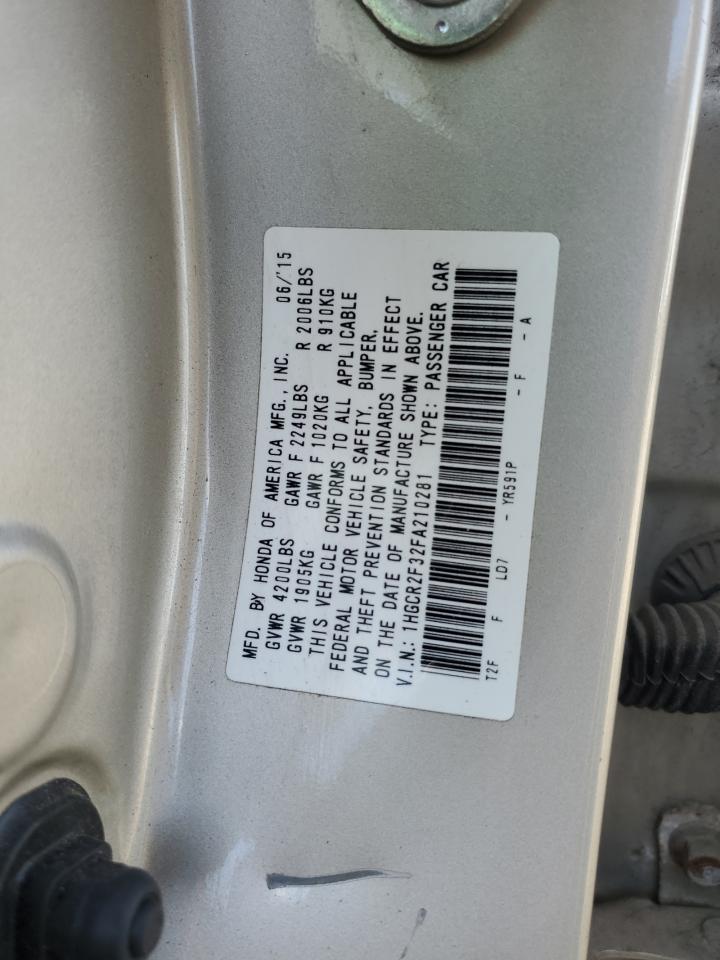 MFD. BY HONDA OF AMERICA MFG., INC. 06/'15
GVWR 4200LBS GAWR F 2249LBS R 2006LBS
GVWR 1905KG GAWR F 1020KG R 910KG
THIS VEHICLE CONFORMS TO ALL APPLICABLE
FEDERAL MOTOR VEHICLE SAFETY, BUMPER,
AND THEFT PREVENTION STANDARDS IN EFFECT
ON THE DATE OF MANUFACTURE SHOWN ABOVE.
V.I.N.: 1HGCR2F32FA210281 TYPE: PASSENGER CAR
T2F F LD7 - YR591P - F - A